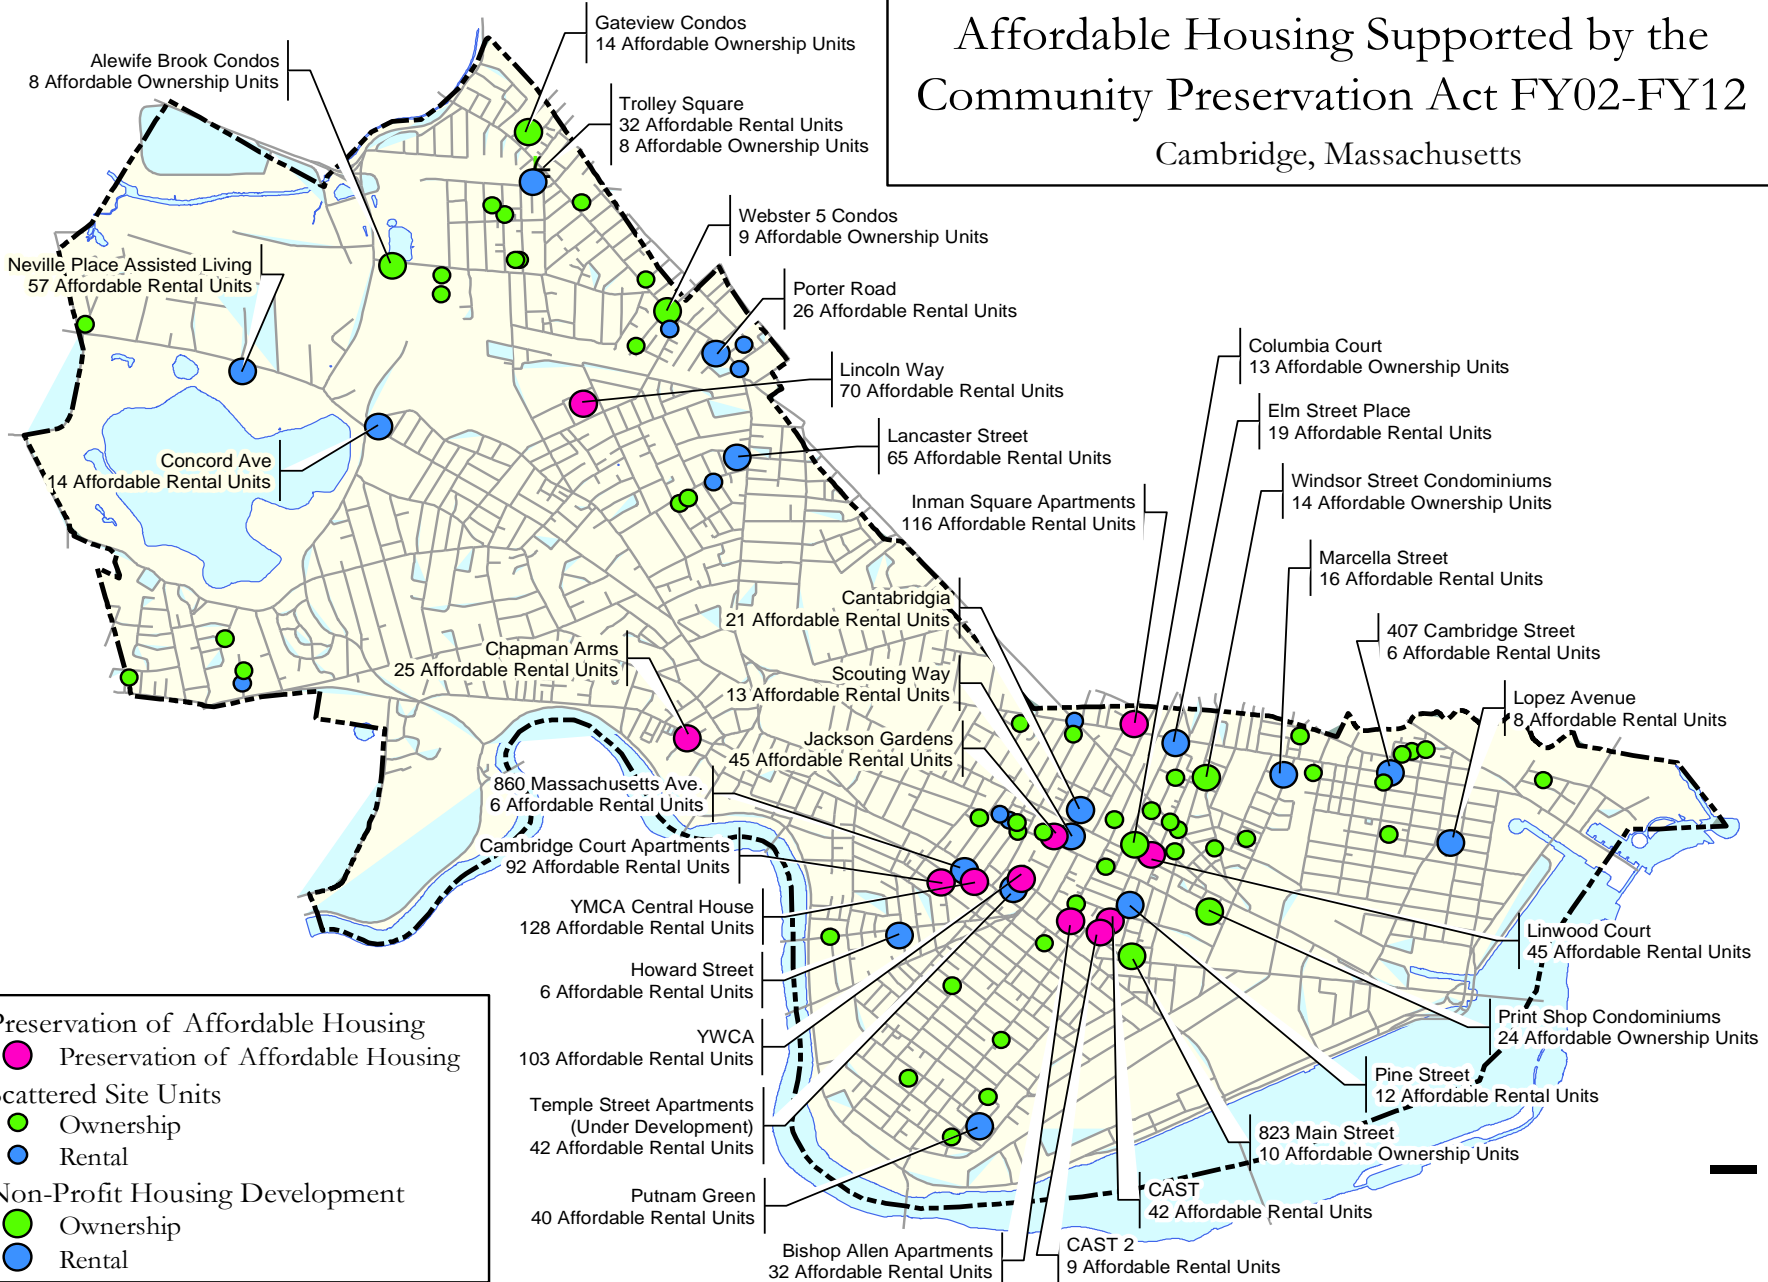 Affordable Housing Supported by the
Community Preservation Act FY02-FY12
Cambridge, Massachusetts
Gateview Condos
14 Affordable Ownership Units
Alewife Brook Condos
8 Affordable Ownership Units
Trolley Square
32 Affordable Rental Units
8 Affordable Ownership Units
Webster 5 Condos
9 Affordable Ownership Units
Neville Place Assisted Living
57 Affordable Rental Units
Porter Road
26 Affordable Rental Units
Lincoln Way
70 Affordable Rental Units
Columbia Court
13 Affordable Ownership Units
Elm Street Place
19 Affordable Rental Units
Lancaster Street
65 Affordable Rental Units
Concord Ave
14 Affordable Rental Units
Windsor Street Condominiums
14 Affordable Ownership Units
Inman Square Apartments
116 Affordable Rental Units
Marcella Street
16 Affordable Rental Units
Cantabridgia
21 Affordable Rental Units
407 Cambridge Street
6 Affordable Rental Units
Chapman Arms
25 Affordable Rental Units
Scouting Way
13 Affordable Rental Units
Lopez Avenue
8 Affordable Rental Units
Jackson Gardens
45 Affordable Rental Units
860 Massachusetts Ave.
6 Affordable Rental Units
Cambridge Court Apartments
92 Affordable Rental Units
YMCA Central House
128 Affordable Rental Units
Linwood Court
45 Affordable Rental Units
Howard Street
6 Affordable Rental Units
Print Shop Condominiums
24 Affordable Ownership Units
YWCA
103 Affordable Rental Units
Pine Street
12 Affordable Rental Units
Temple Street Apartments
(Under Development)
42 Affordable Rental Units
823 Main Street
10 Affordable Ownership Units
Putnam Green
40 Affordable Rental Units
CAST
42 Affordable Rental Units
Bishop Allen Apartments
32 Affordable Rental Units
CAST 2
9 Affordable Rental Units
Preservation of Affordable Housing
Preservation of Affordable Housing
Scattered Site Units
Ownership
Rental
Non-Profit Housing Development
Ownership
Rental